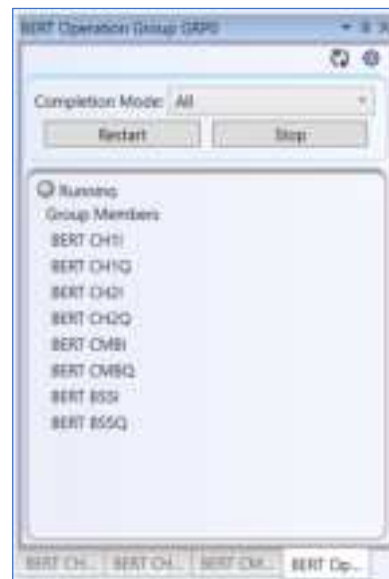 BERT Operation Group GRP0
Completion Mode: All
Restart Stop
Running
Group Members
BERT CH1I
BERT CH1Q
BERT CH2I
BERT CH2Q
BERT CMBI
BERT CMBQ
BERT BSSI
BERT BSSQ
BERT CH... BERT CH... BERT CM... BERT Op...